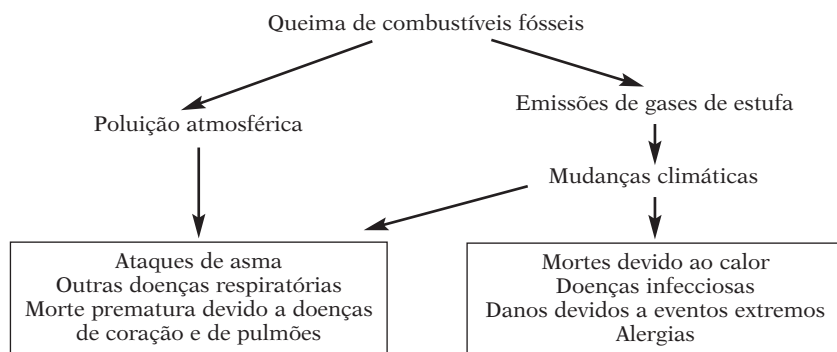 Queima de combustíveis fósseis
Emissões de gases de estufa
Poluição atmosférica
Mudanças climáticas
Ataques de asma
Outras doenças respiratórias
Morte prematura devido a doenças
de coração e de pulmões
Mortes devido ao calor
Doenças infecciosas
Danos devidos a eventos extremos
Alergias